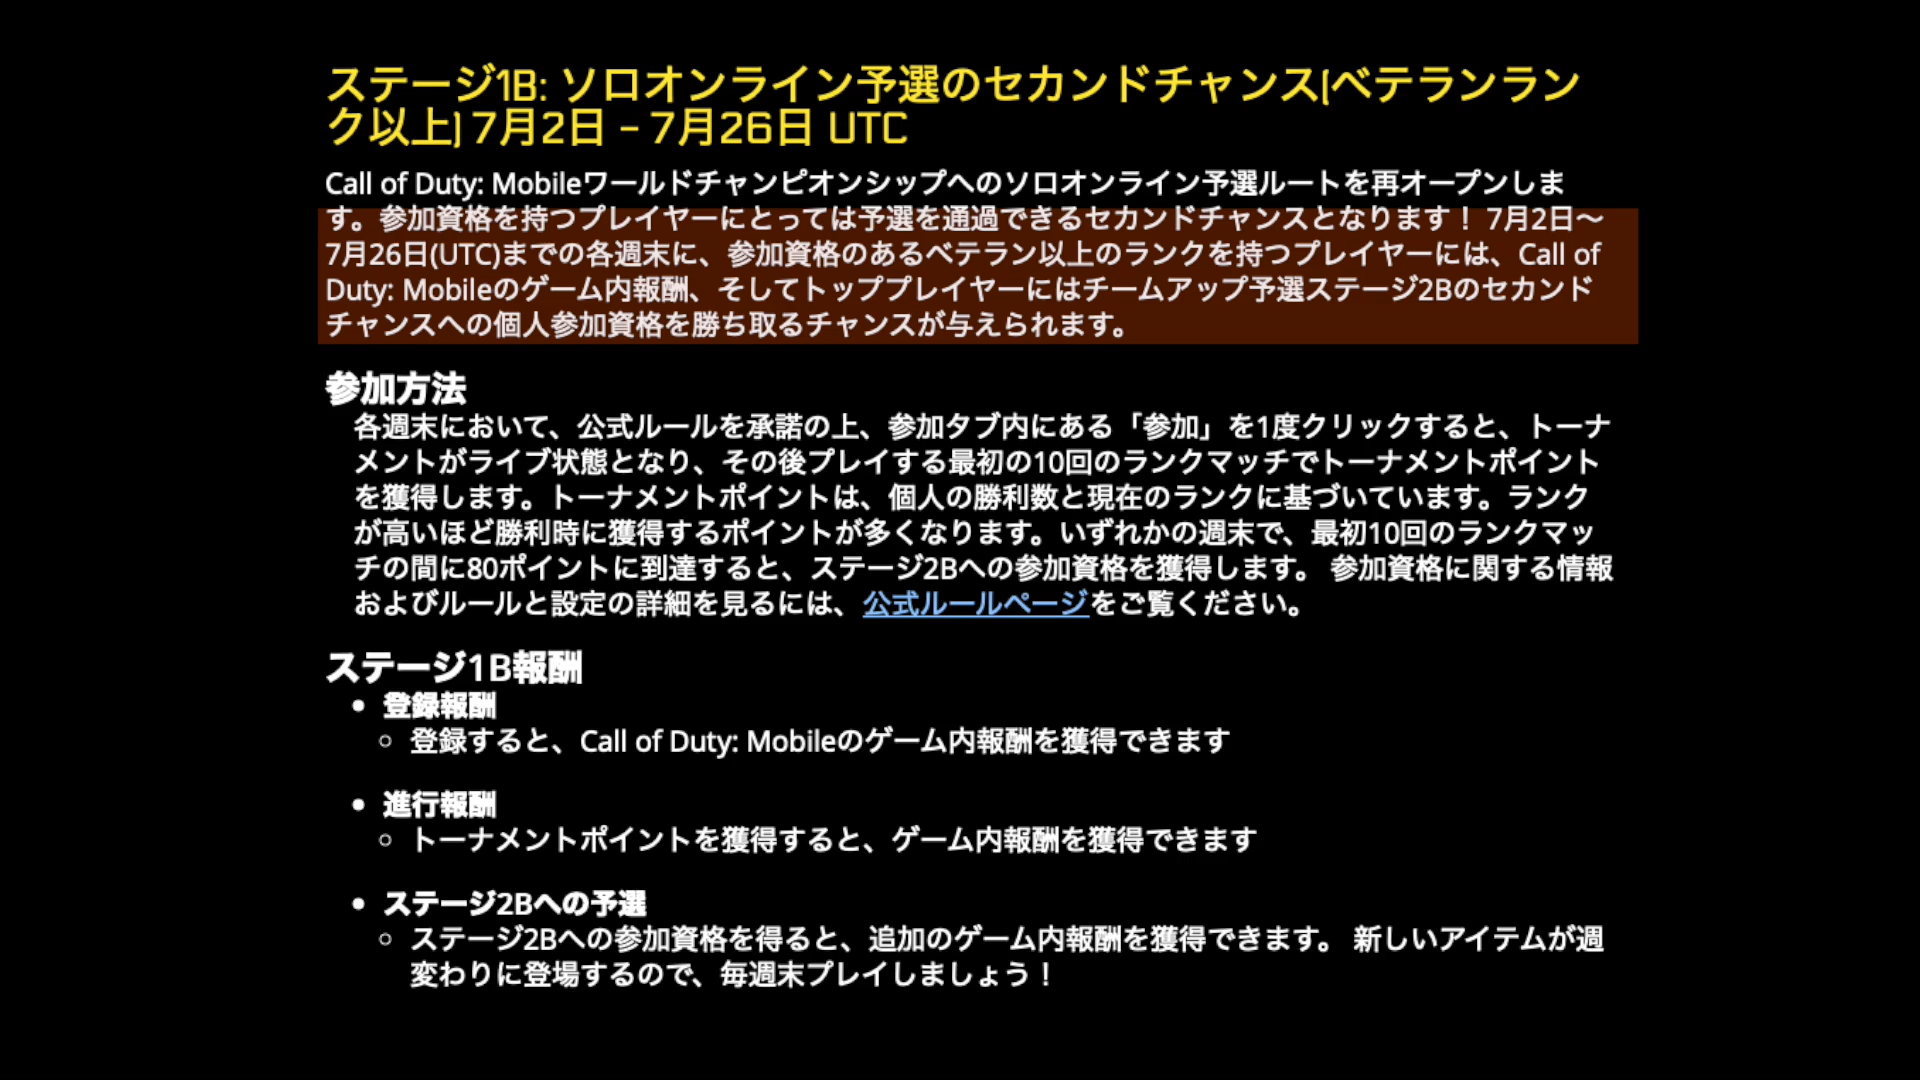 ステージ1B: ソロオンライン予選のセカンドチャンス(ベテランラン
ク以上) 7月2日 – 7月26日 UTC
Call of Duty: Mobileワールドチャンピオンシップへのソロオンライン予選ルートを再オープンしま
す。参加資格を持つプレイヤーにとっては予選を通過できるセカンドチャンスとなります！ 7月2日～
7月26日(UTC)までの各週末に、参加資格のあるベテラン以上のランクを持つプレイヤーには、Call of
Duty: Mobileのゲーム内報酬、そしてトッププレイヤーにはチームアップ予選ステージ2Bのセカンド
チャンスへの個人参加資格を勝ち取るチャンスが与えられます。
参加方法
各週末において、公式ルールを承諾の上、参加タブ内にある「参加」を1度クリックすると、トーナ
メントがライブ状態となり、その後プレイする最初の10回のランクマッチでトーナメントポイント
を獲得します。トーナメントポイントは、個人の勝利数と現在のランクに基づいています。ランク
が高いほど勝利時に獲得するポイントが多くなります。いずれかの週末で、最初10回のランクマッ
チの間に80ポイントに到達すると、ステージ2Bへの参加資格を獲得します。 参加資格に関する情報
およびルールと設定の詳細を見るには、公式ルールページをご覧ください。
ステージ1B報酬
• 登録報酬
○ 登録すると、Call of Duty: Mobileのゲーム内報酬を獲得できます
• 進行報酬
○ トーナメントポイントを獲得すると、ゲーム内報酬を獲得できます
• ステージ2Bへの予選
○ ステージ2Bへの参加資格を得ると、追加のゲーム内報酬を獲得できます。 新しいアイテムが週
変わりに登場するので、毎週末プレイしましょう！